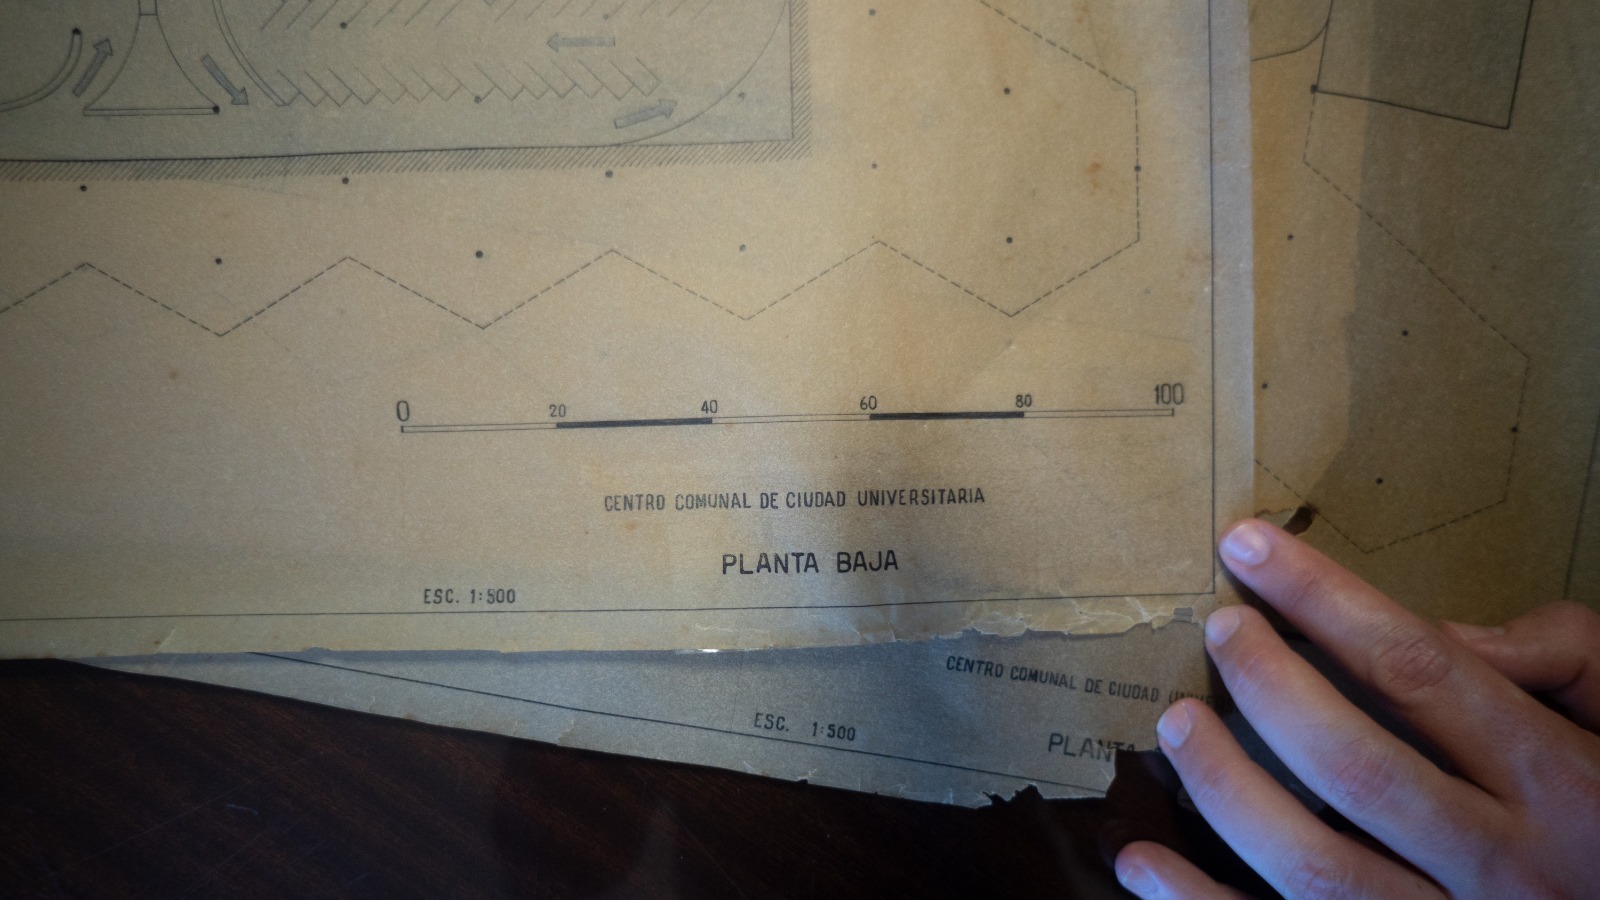 0 20 40 60 80 100
CENTRO COMUNAL DE CIUDAD UNIVERSITARIA
PLANTA BAJA
ESC. 1:500
CENTRO COMUNAL DE CIUDAD
ESC. 1:500
PLANTA